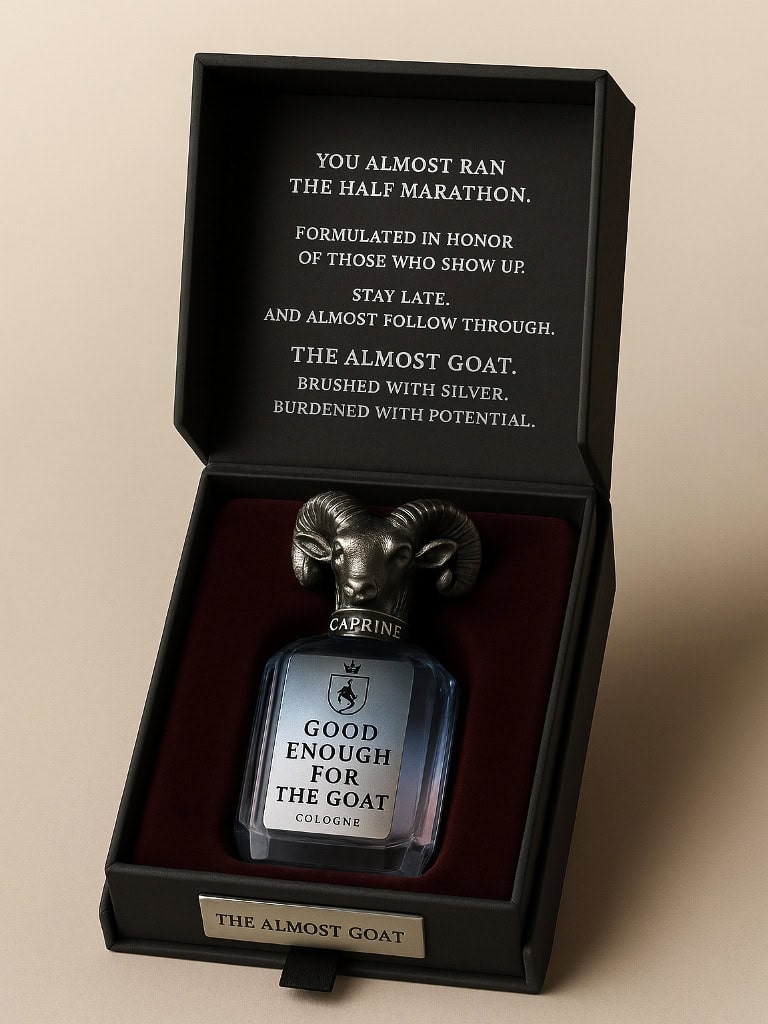 YOU ALMOST RAN
THE HALF MARATHON.
FORMULATED IN HONOR
OF THOSE WHO SHOW UP.
STAY LATE.
AND ALMOST FOLLOW THROUGH.
THE ALMOST GOAT.
BRUSHED WITH SILVER.
BURDENED WITH POTENTIAL.
CAPRINE
GOOD
ENOUGH
FOR
THE GOAT
COLOGNE
THE ALMOST GOAT